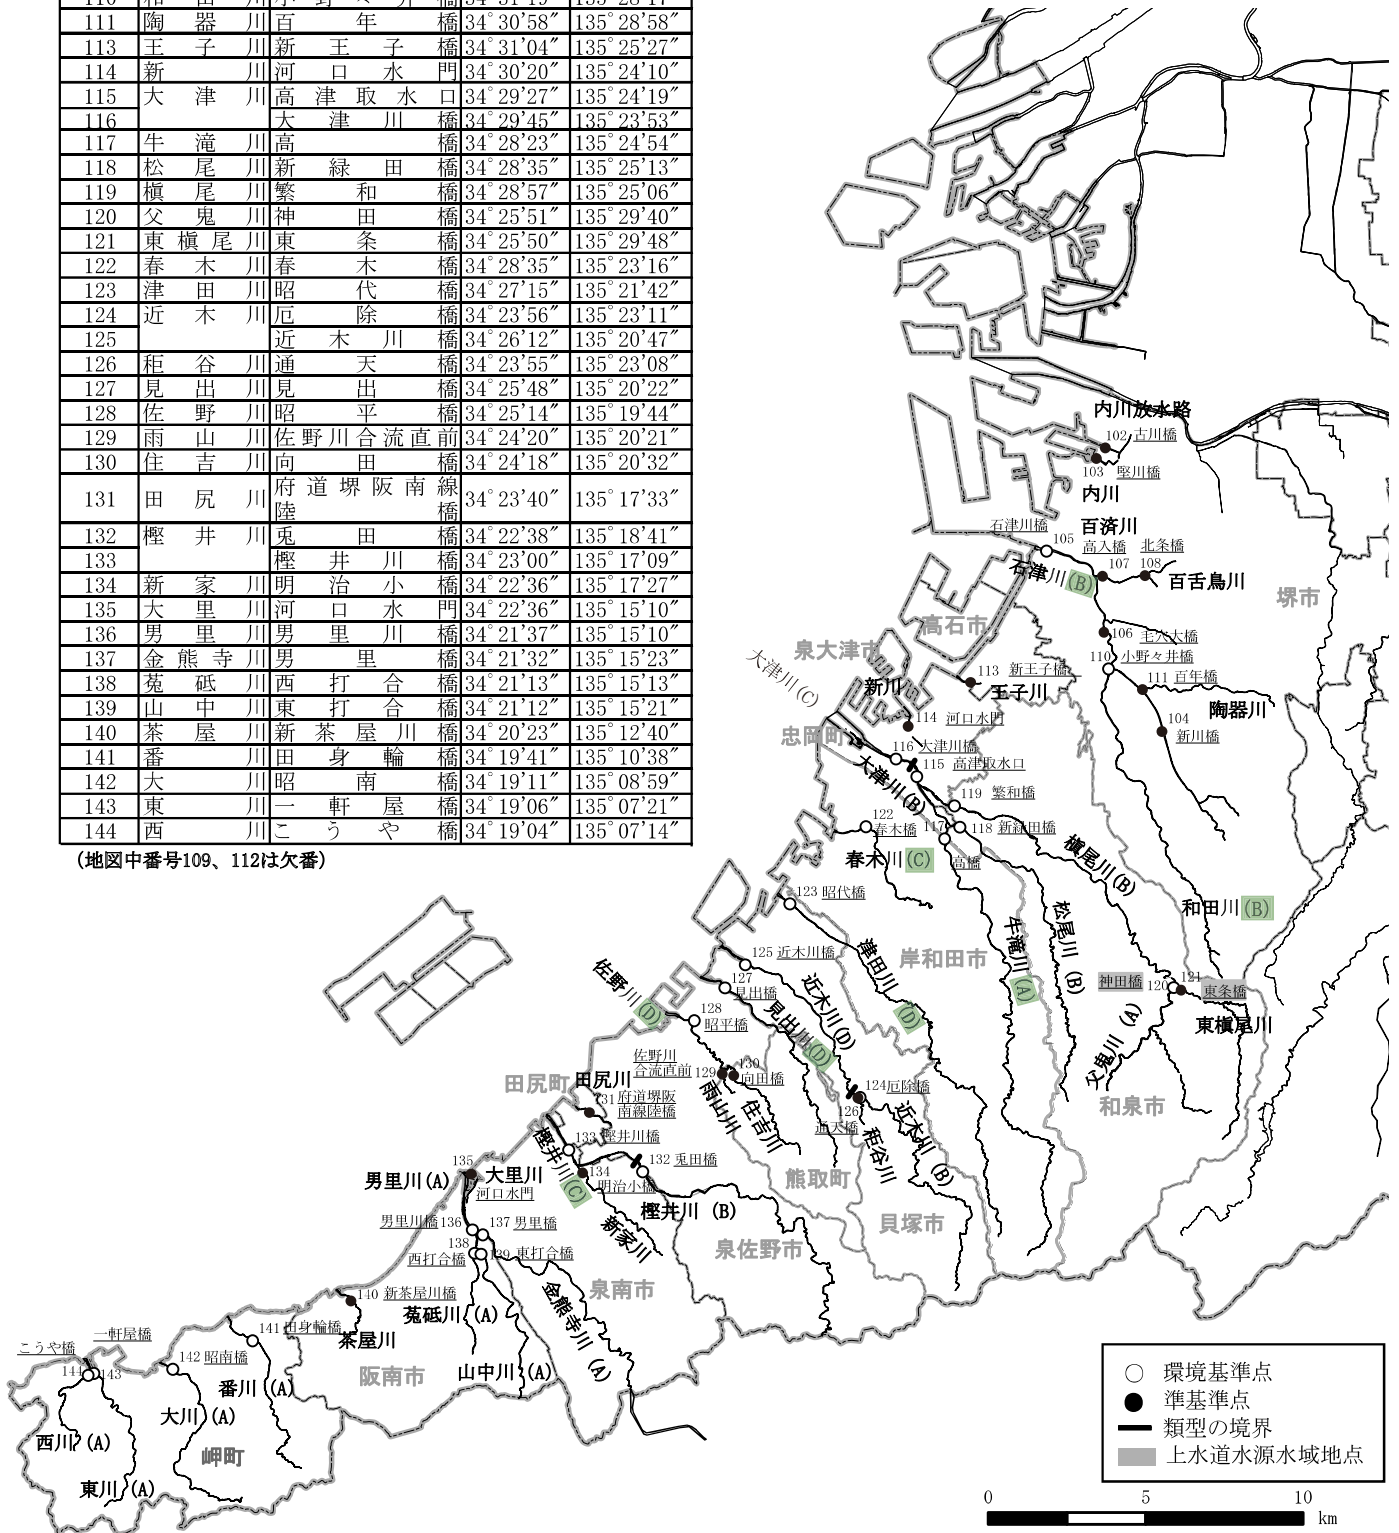 111 陶器川 百年橋 34°30′58″ 135°28′58″
113 王子川 新王子橋 34°31′04″ 135°25′27″
114 新川 河口水門 34°30′20″ 135°24′10″
115 大津川 高津取水口 34°29′27″ 135°24′19″
116 大津川橋 34°29′45″ 135°23′53″
117 牛滝川 高橋 34°28′23″ 135°24′54″
118 松尾川 新緑田橋 34°28′35″ 135°25′13″
119 槇尾川 繁和橋 34°28′57″ 135°25′06″
120 父鬼川 神田橋 34°25′51″ 135°29′40″
121 東槇尾川 東条橋 34°25′50″ 135°29′48″
122 春木川 春木橋 34°28′35″ 135°23′16″
123 津田川 昭代橋 34°27′15″ 135°21′42″
124 近木川 厄除橋 34°23′56″ 135°23′11″
125 近木川橋 34°26′12″ 135°20′47″
126 秬谷川 通天橋 34°23′55″ 135°23′08″
127 見出川 見出橋 34°25′48″ 135°20′22″
128 佐野川 昭平橋 34°25′14″ 135°19′44″
129 雨山川 佐野川合流直前 34°24′20″ 135°20′21″
130 住吉川 向田橋 34°24′18″ 135°20′32″
131 田尻川 府道堺阪南線陸橋 34°23′40″ 135°17′33″
132 樫井川 兎田橋 34°22′38″ 135°18′41″
133 樫井川橋 34°23′00″ 135°17′09″
134 新家川 明治小橋 34°22′36″ 135°17′27″
135 大里川 河口水門 34°22′36″ 135°15′10″
136 男里川 男里川橋 34°21′37″ 135°15′10″
137 金熊寺川 男里橋 34°21′32″ 135°15′23″
138 菟砥川 西打合橋 34°21′13″ 135°15′13″
139 山中川 東打合橋 34°21′12″ 135°15′21″
140 茶屋川 新茶屋川橋 34°20′23″ 135°12′40″
141 番川 田身輪橋 34°19′41″ 135°10′38″
142 大川 昭南橋 34°19′11″ 135°08′59″
143 東川 一軒屋橋 34°19′06″ 135°07′21″
144 西川 こうや橋 34°19′04″ 135°07′14″
(地図中番号109、112は欠番)
内川放水路
102 古川橋
103 堅川橋
内川
石津川橋
105
百済川
高入橋 北条橋
107 108
石津川(B)
百舌鳥川
堺市
高石市
106 毛穴大橋
110 小野々井橋
111 百年橋
陶器川
104
新川橋
泉大津市
113 新王子橋
王子川
大津川(C)
新川
114 河口水門
忠岡町
116 大津川橋
115 高津取水口
大津川(B)
119 繁和橋
122
春木橋
117
118 新緑田橋
高橋
春木川(C)
槇尾川(B)
和田川(B)
123 昭代橋
松尾川(B)
牛滝川(A)
津田川(D)
岸和田市
125 近木川橋
127
見出橋
近木川(D)
神田橋
120 121
東条橋
東槇尾川
父鬼川(A)
和泉市
佐野川(D)
128
昭平橋
見出川(D)
佐野川
合流直前 129
130
向田橋
雨山川
住吉川
124 厄除橋
126
通天橋
秬谷川
近木川(B)
田尻町
田尻川
131 府道堺阪
南線陸橋
133 樫井川橋
樫井川(C)
132 兎田橋
134
明治小橋
樫井川(B)
新家川
熊取町
貝塚市
泉佐野市
泉南市
135
大里川
河口水門
男里川(A)
男里川橋 136
137 男里橋
138
西打合橋
139 東打合橋
140 新茶屋川橋
茶屋川
菟砥川(A)
金熊寺川(A)
山中川(A)
阪南市
141 田身輪橋
番川(A)
142 昭南橋
大川(A)
一軒屋橋
こうや橋
144 143
西川(A)
東川(A)
岬町
環境基準点
準基準点
類型の境界
上水道水源水域地点
0 5 10
km